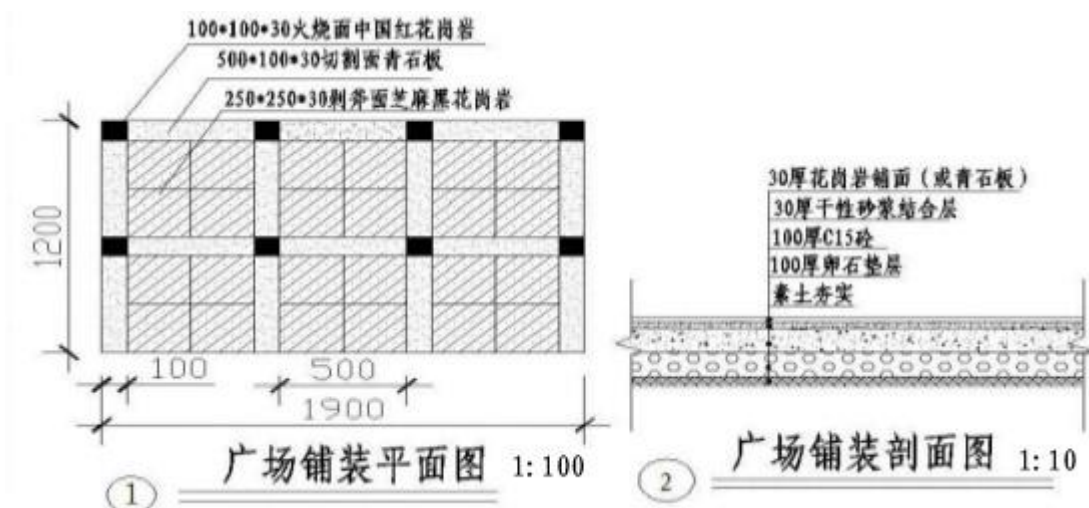 100*100*30火烧面中国红花岗岩
500*100*30切割面青石板
250*250*30剁斧面芝麻黑花岗岩
1200
100
500
1900
广场铺装平面图 1:100
1
30厚花岗岩铺面（或青石板）
30厚干性砂浆结合层
100厚C15砼
100厚卵石垫层
素土夯实
广场铺装剖面图 1:10
2